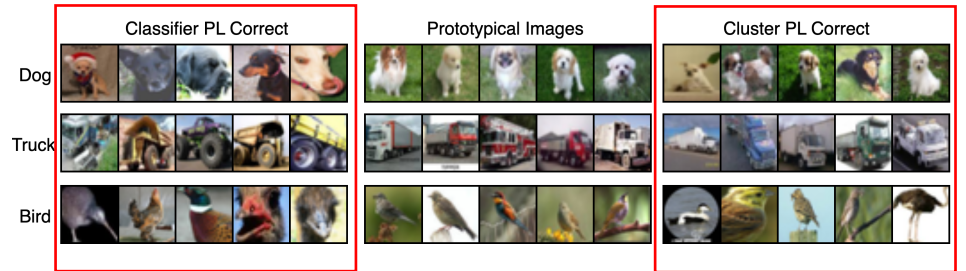 Classifier PL Correct
Prototypical Images
Cluster PL Correct
Dog
Truck
Bird